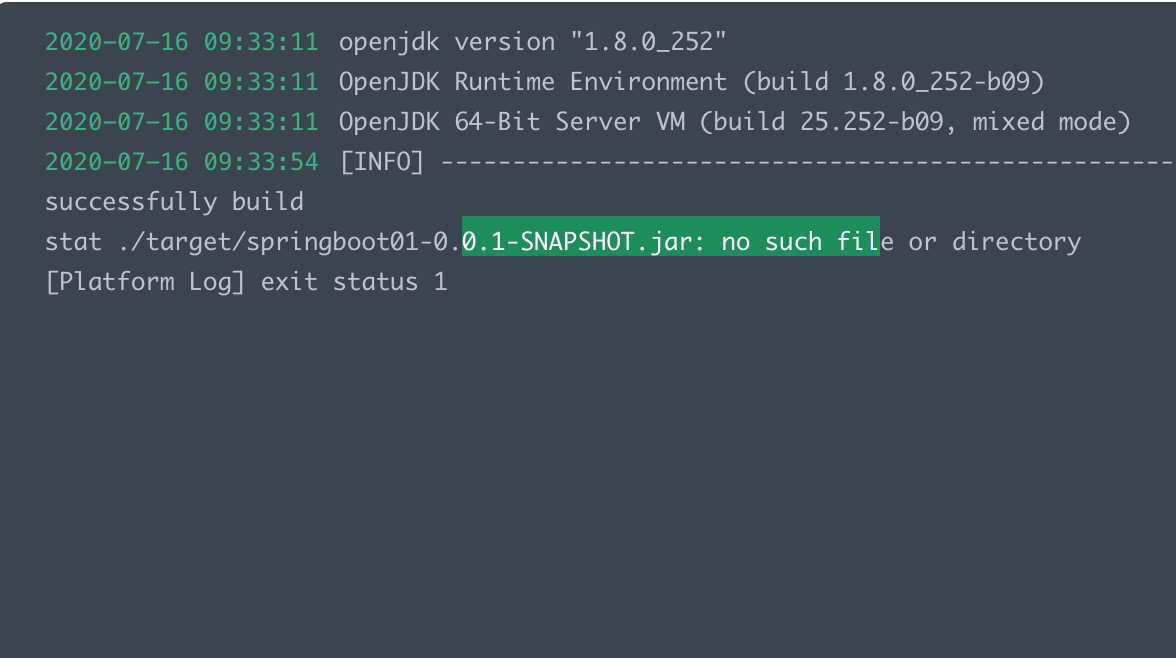 2020-07-16 09:33:11 openjdk version "1.8.0_252"
2020-07-16 09:33:11 OpenJDK Runtime Environment (build 1.8.0_252-b09)
2020-07-16 09:33:11 OpenJDK 64-Bit Server VM (build 25.252-b09, mixed mode)
2020-07-16 09:33:54 [INFO] ---------------------------------------------------
successfully build
stat ./target/springboot01-0.0.1-SNAPSHOT.jar: no such file or directory
[Platform Log] exit status 1